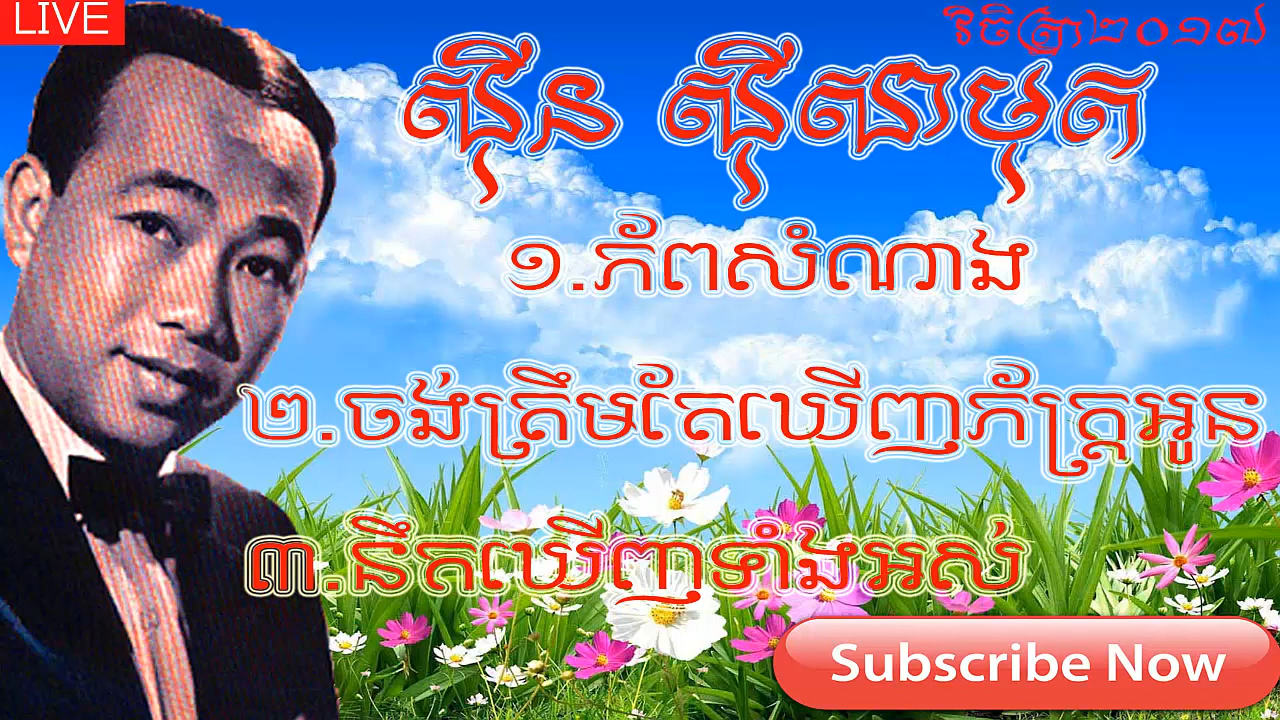 LIVE
វិចិត្រា២០១៧
ស៊ីន ស៊ីសាមុត
១.ភ័ពសំណាង
២.ចង់ត្រឹមតែឃើញភ័ក្ត្រអូន
៣.នឹតឃើញទាំងអស់
Subscribe Now